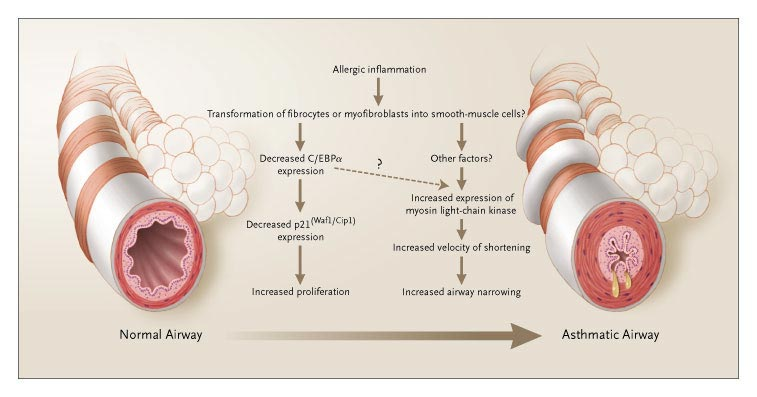 Allergic inflammation
Transformation of fibrocytes or myofibroblasts into smooth-muscle cells?
Decreased C/EBPα
expression
?
Other factors?
Increased expression of
myosin light-chain kinase
Decreased p21(Waf1/Cip1)
expression
Increased velocity of shortening
Increased proliferation
Increased airway narrowing
Normal Airway
Asthmatic Airway